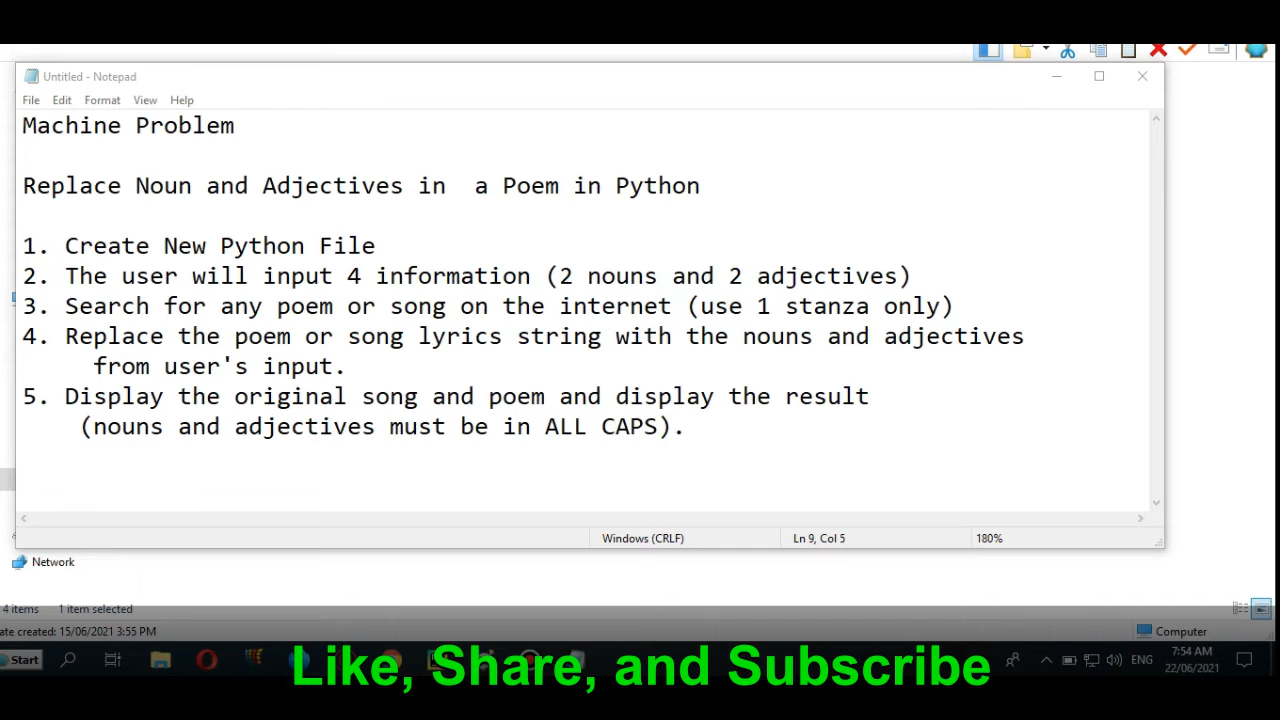 Untitled - Notepad
File Edit Format View Help
Machine Problem
Replace Noun and Adjectives in  a Poem in Python
1. Create New Python File
2. The user will input 4 information (2 nouns and 2 adjectives)
3. Search for any poem or song on the internet (use 1 stanza only)
4. Replace the poem or song lyrics string with the nouns and adjectives
from user's input.
5. Display the original song and poem and display the result
(nouns and adjectives must be in ALL CAPS).
Windows (CRLF) Ln 9, Col 5 180%
Network
4 items 1 item selected
ate created: 15/06/2021 3:55 PM Computer
Start ENG 7:54 AM
22/06/2021
Like, Share, and Subscribe